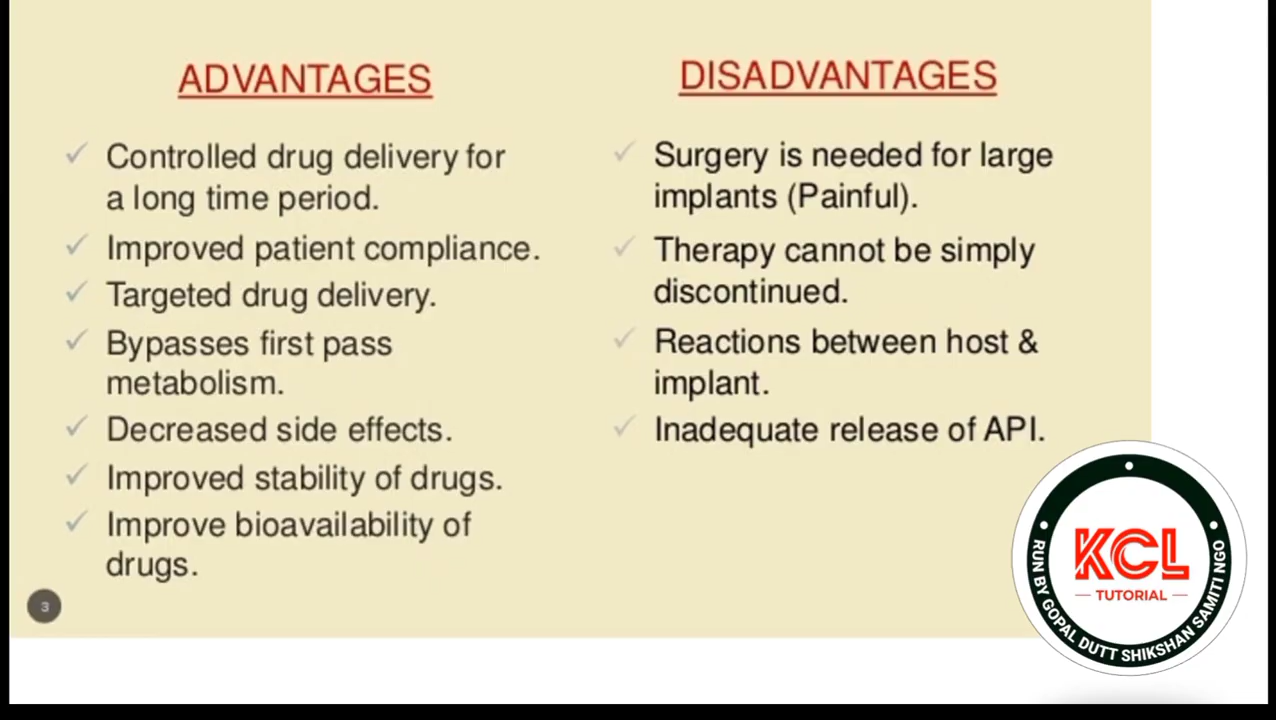 ADVANTAGES
Controlled drug delivery for
a long time period.
Improved patient compliance.
Targeted drug delivery.
Bypasses first pass
metabolism.
Decreased side effects.
Improved stability of drugs.
Improve bioavailability of
drugs.
3
DISADVANTAGES
Surgery is needed for large
implants (Painful).
Therapy cannot be simply
discontinued.
Reactions between host &
implant.
Inadequate release of API.
KCL
TUTORIAL
RUN BY GOPAL DUTT SHIKSHAN SAMITI NGO